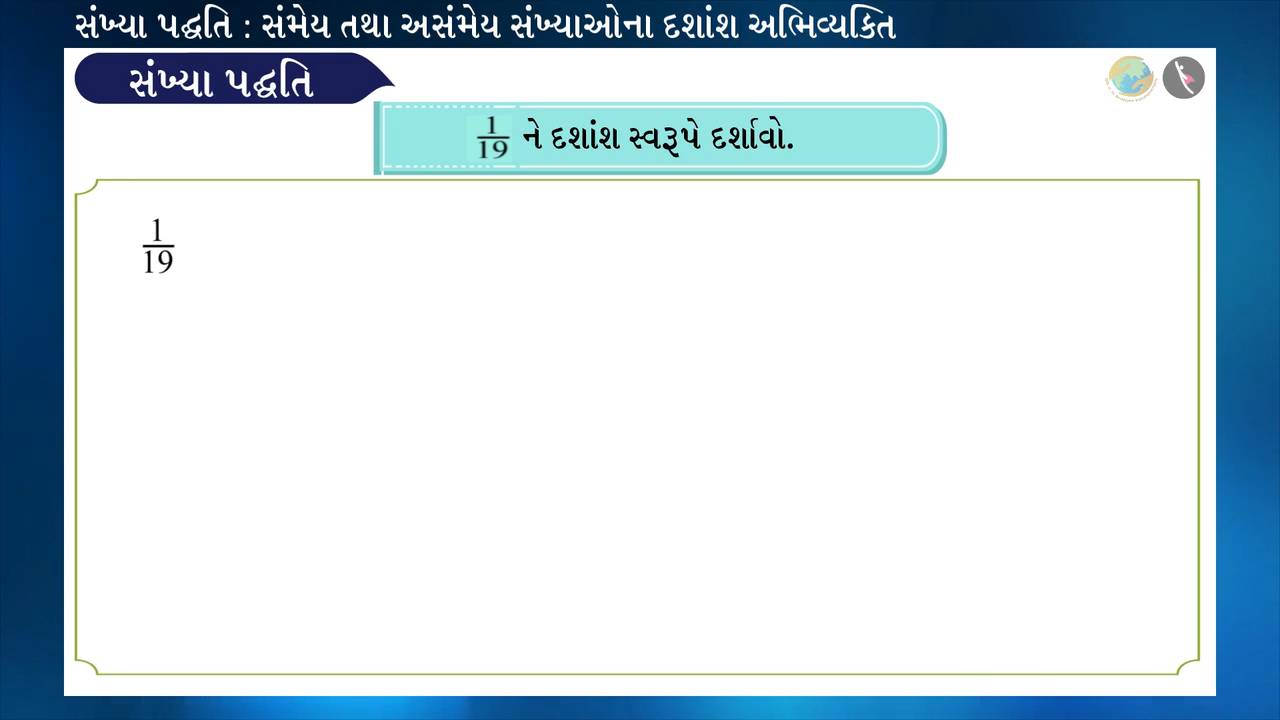 સંખ્યા પદ્ધતિ : સંમેય તથા અસંમેય સંખ્યાઓના દશાંશ અભિવ્યકિત
સંખ્યા પદ્ધતિ
1/19 ને દશાંશ સ્વરૂપે દર્શાવો.
1/19